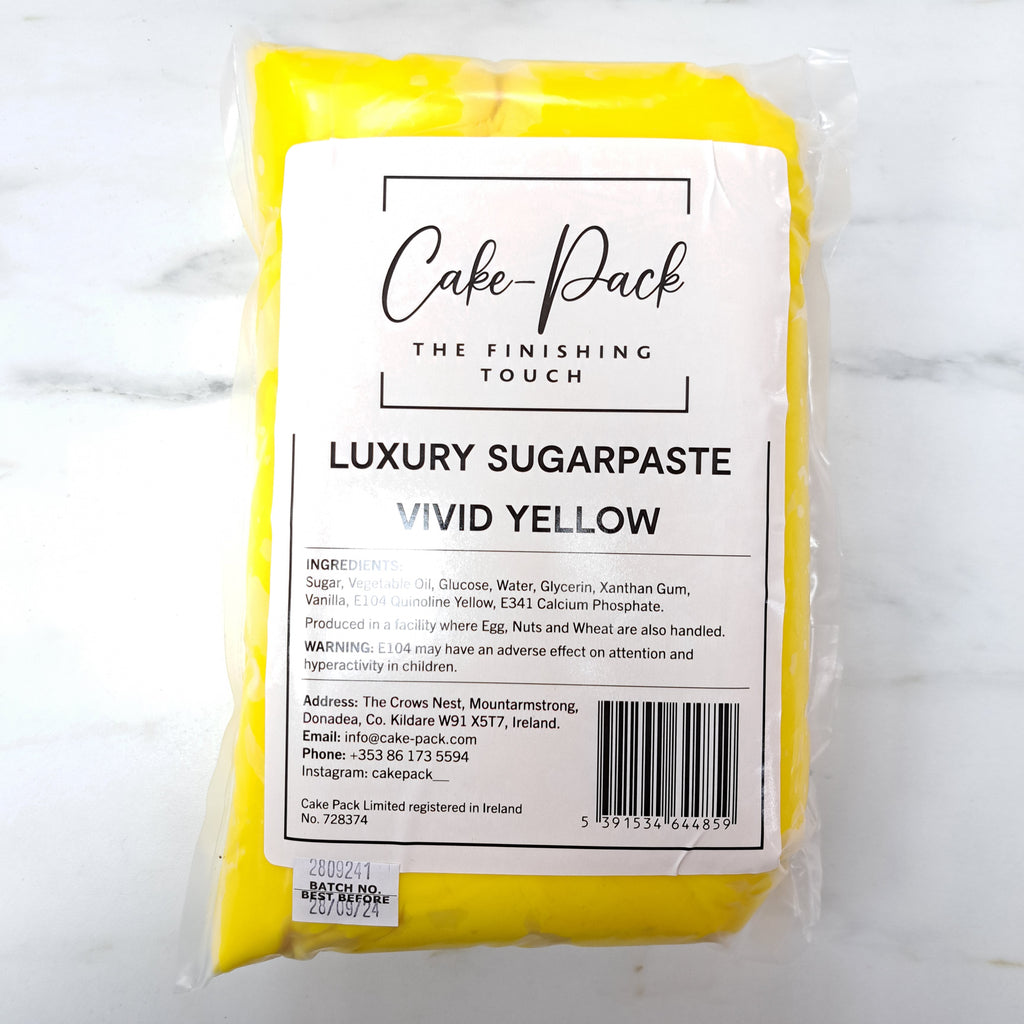 Cake-Pack
THE FINISHING
TOUCH
LUXURY SUGARPASTE
VIVID YELLOW
INGREDIENTS:
Sugar, Vegetable Oil, Glucose, Water, Glycerin, Xanthan Gum,
Vanilla, E104 Quinoline Yellow, E341 Calcium Phosphate.
Produced in a facility where Egg, Nuts and Wheat are also handled.
WARNING: E104 may have an adverse effect on attention and
hyperactivity in children.
Address: The Crows Nest, Mountarmstrong,
Donadea, Co. Kildare W91 X5T7, Ireland.
Email: info@cake-pack.com
Phone: +353 86 173 5594
Instagram: cakepack__
Cake Pack Limited registered in Ireland
No. 728374
5 391534 644859
2809241
BATCH NO.
BEST BEFORE
28/09/24